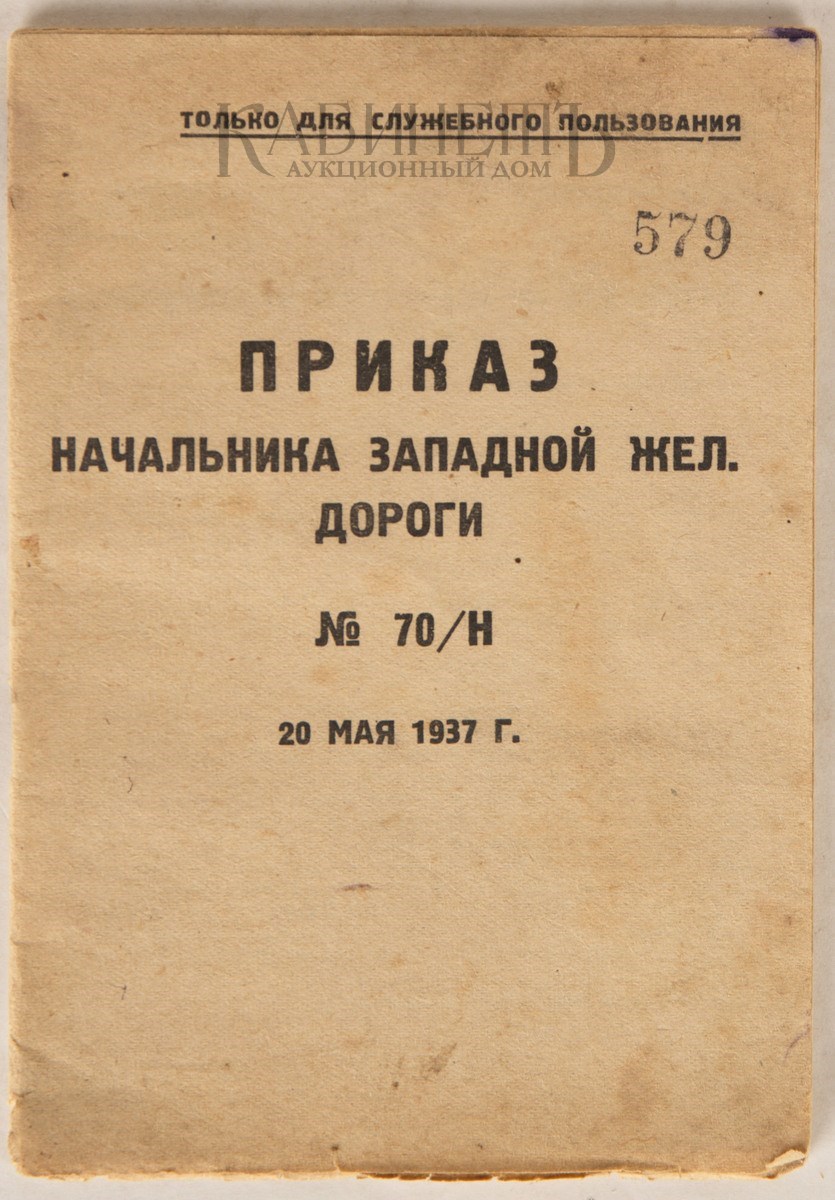 ТОЛЬКО ДЛЯ СЛУЖЕБНОГО ПОЛЬЗОВАНИЯ
КАБИНЕТЪ
АУКЦИОННЫЙ ДОМ
579
ПРИКАЗ
НАЧАЛЬНИКА ЗАПАДНОЙ ЖЕЛ.
ДОРОГИ
№ 70/Н
20 МАЯ 1937 Г.